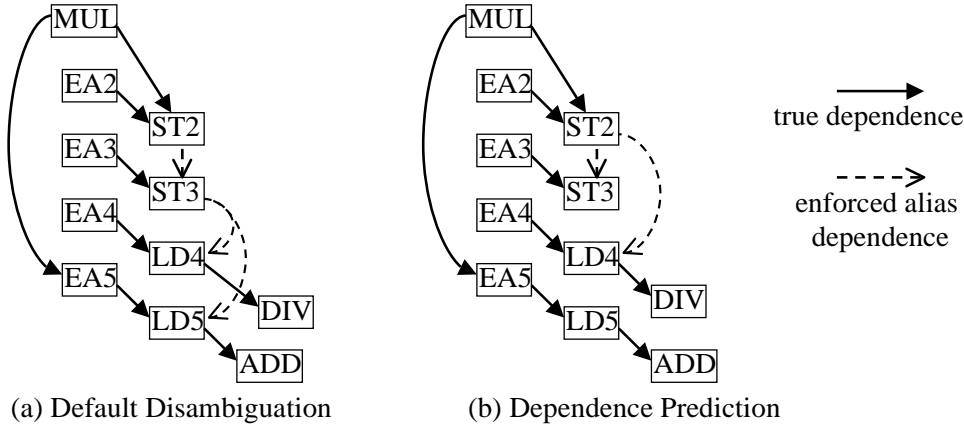 MUL
EA2
ST2
EA3
ST3
EA4
LD4
EA5
DIV
LD5
ADD
(a) Default Disambiguation
MUL
EA2
ST2
EA3
ST3
EA4
LD4
EA5
DIV
LD5
ADD
(b) Dependence Prediction
true dependence
enforced alias
dependence